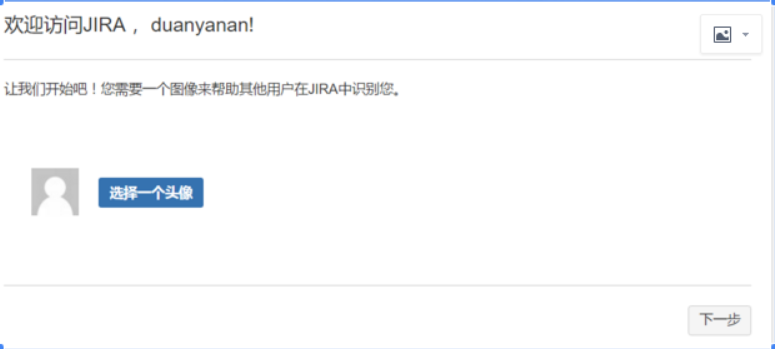 欢迎访问JIRA ，duanyanan!
让我们开始吧！您需要一个图像来帮助其他用户在JIRA中识别您。
选择一个头像
下一步